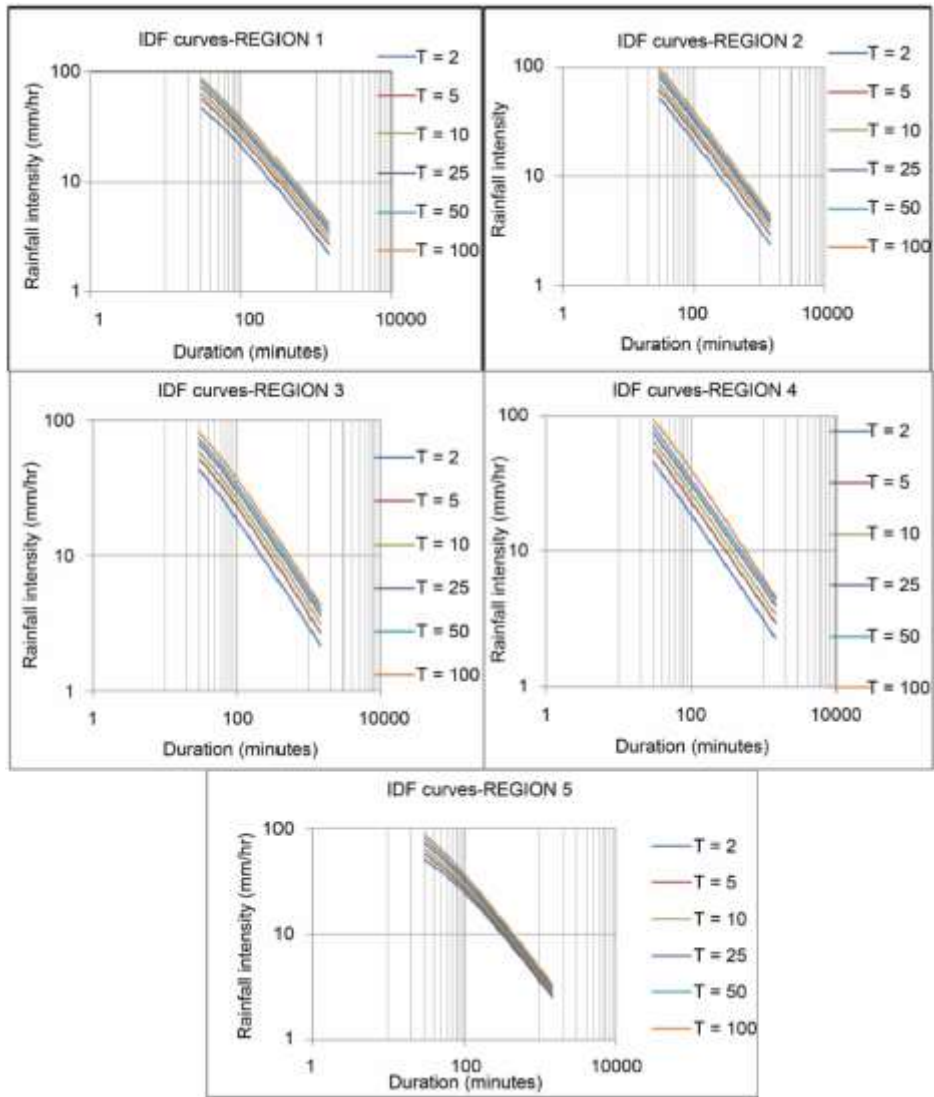 IDF curves-REGION 1
Rainfall intensity (mm/hr)
100
10
1
1
100
10000
Duration (minutes)
T = 2
T = 5
T = 10
T = 25
T = 50
T = 100
IDF curves-REGION 2
Rainfall intensity
100
10
1
1
100
10000
Duration (minutes)
T = 2
T = 5
T = 10
T = 25
T = 50
T = 100
IDF curves-REGION 3
Rainfall intensity (mm/hr)
100
10
1
1
100
10000
Duration (minutes)
T = 2
T = 5
T = 10
T = 25
T = 50
T = 100
IDF curves-REGION 4
Rainfall intensity (mm/hr)
100
10
1
1
100
10000
Duration (minutes)
T = 2
T = 5
T = 10
T = 25
T = 50
T = 100
IDF curves-REGION 5
Rainfall intensity (mm/hr)
100
10
1
1
100
10000
Duration (minutes)
T = 2
T = 5
T = 10
T = 25
T = 50
T = 100